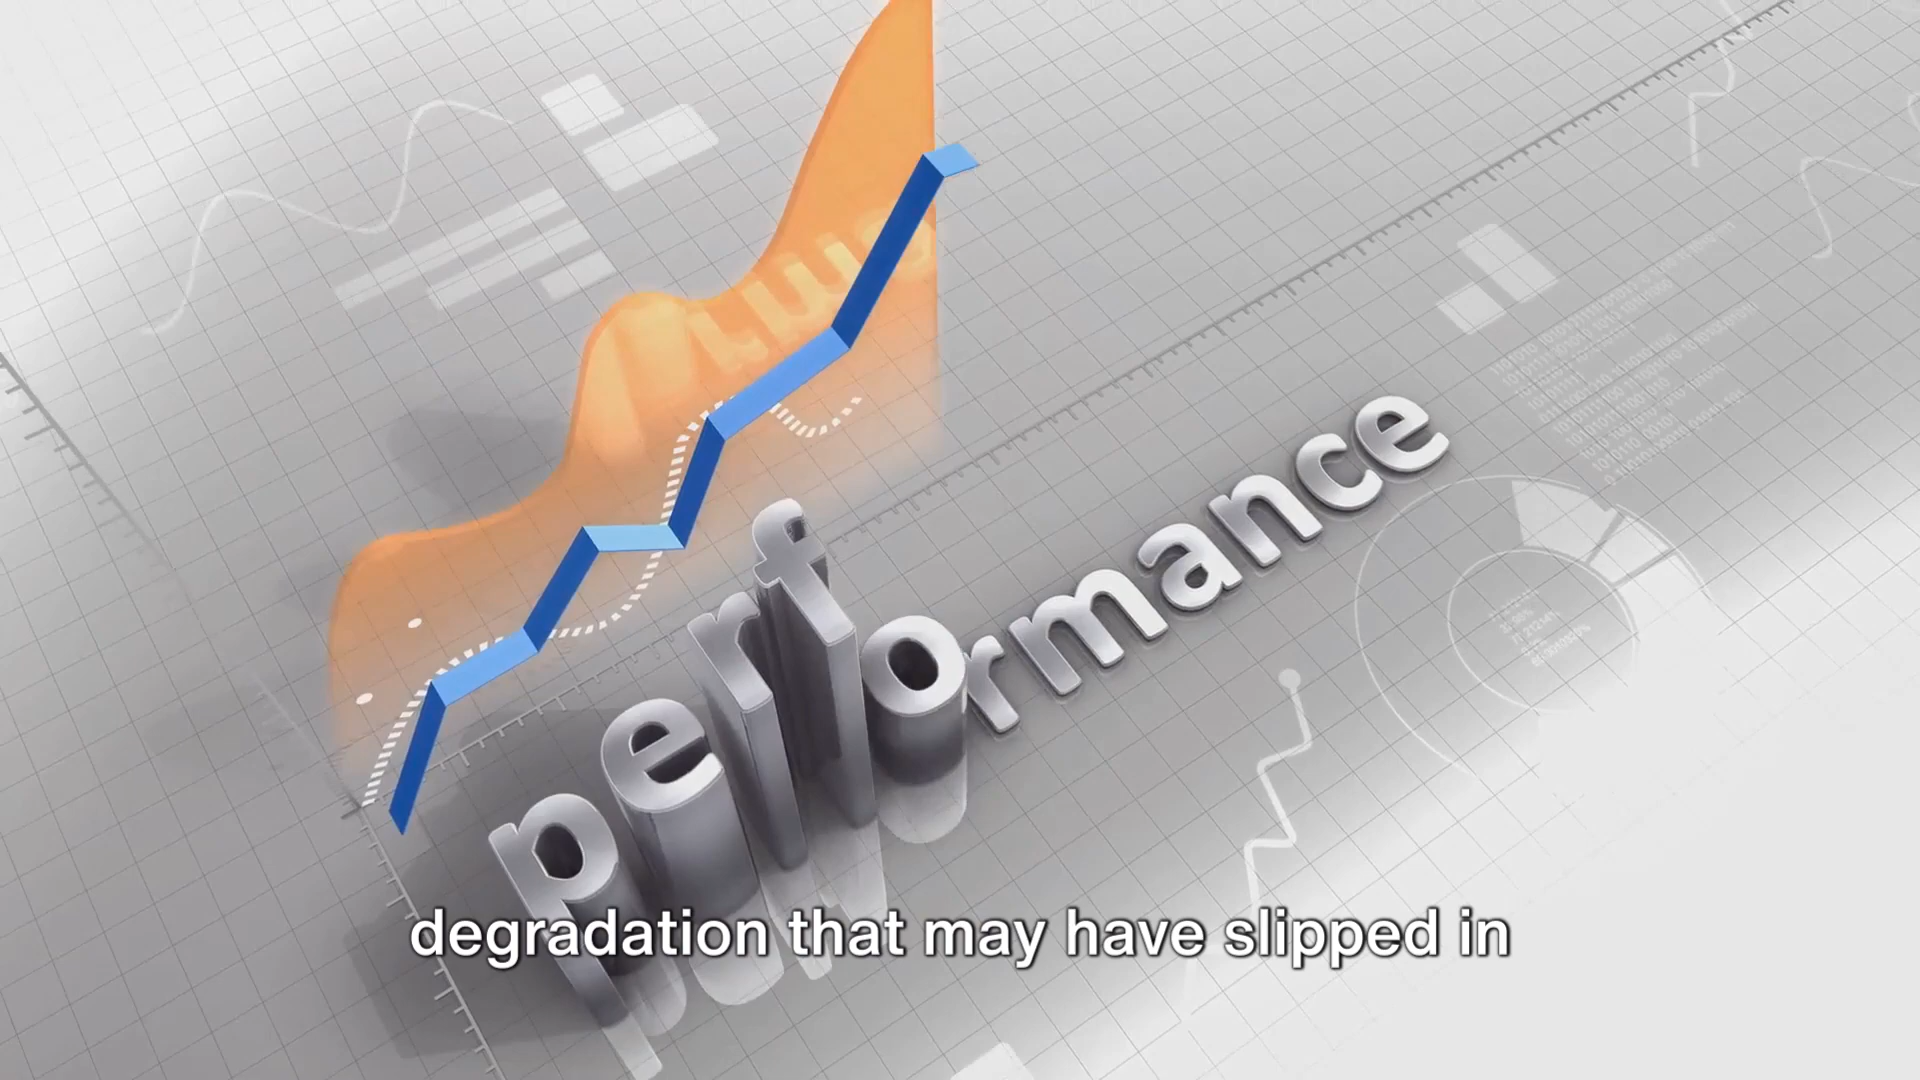 performance
degradation that may have slipped in